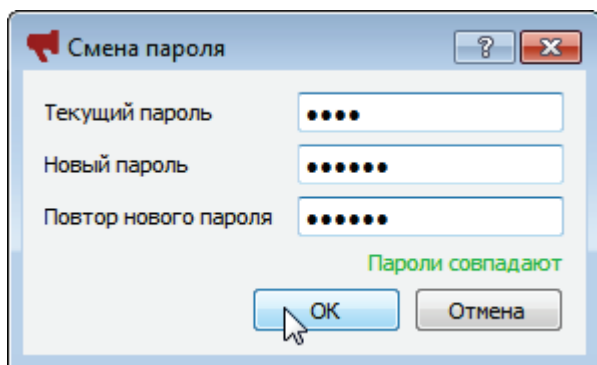 Смена пароля
Текущий пароль ●●●●
Новый пароль ●●●●●●
Повтор нового пароля ●●●●●●
Пароли совпадают
OK Отмена